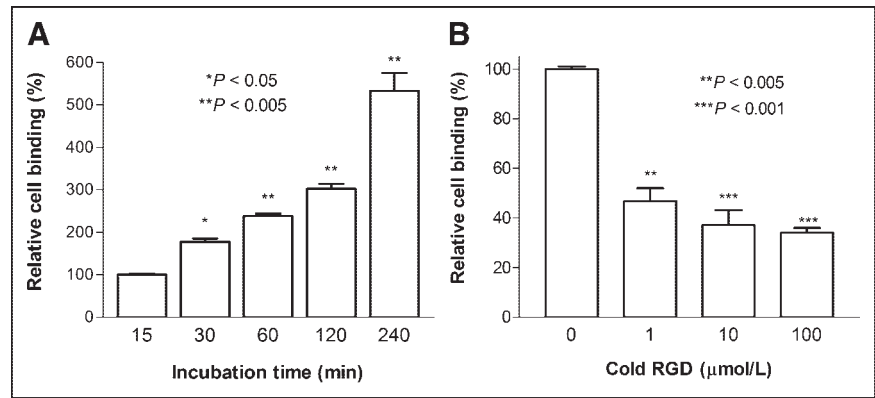 A
Relative cell binding (%)
600
500
400
300
200
100
0
*P < 0.05
**P < 0.005
*
**
**
**
15 30 60 120 240
Incubation time (min)
B
Relative cell binding (%)
100
80
60
40
20
0
**P < 0.005
***P < 0.001
**
***
***
0 1 10 100
Cold RGD (μmol/L)